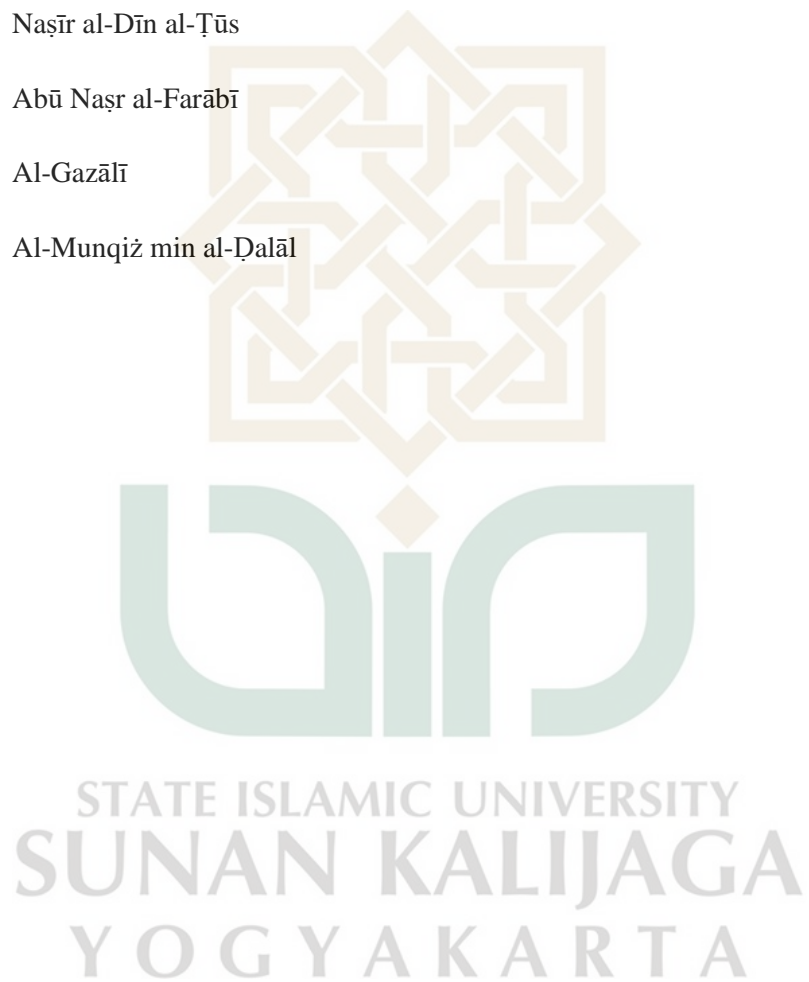 Naṣīr al-Dīn al-Ṭūs
Abū Naṣr al-Farābī
Al-Gazālī
Al-Munqiż min al-Ḍalāl
STATE ISLAMIC UNIVERSITY
SUNAN KALIJAGA
YOGYAKARTA